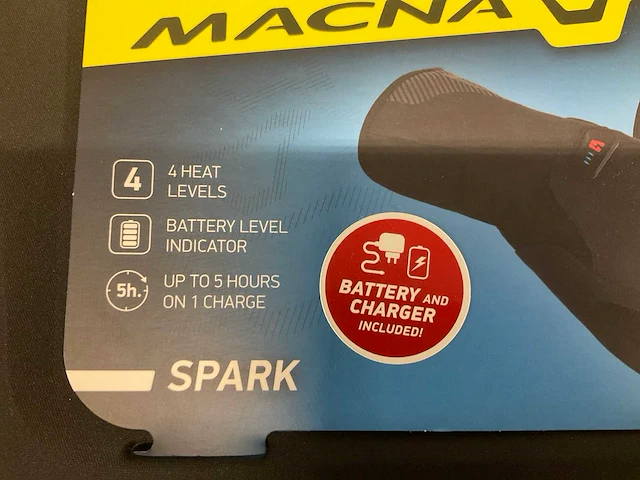 MACNA
4
4 HEAT
LEVELS
BATTERY LEVEL
INDICATOR
5h.
UP TO 5 HOURS
ON 1 CHARGE
BATTERY AND
CHARGER
INCLUDED!
SPARK